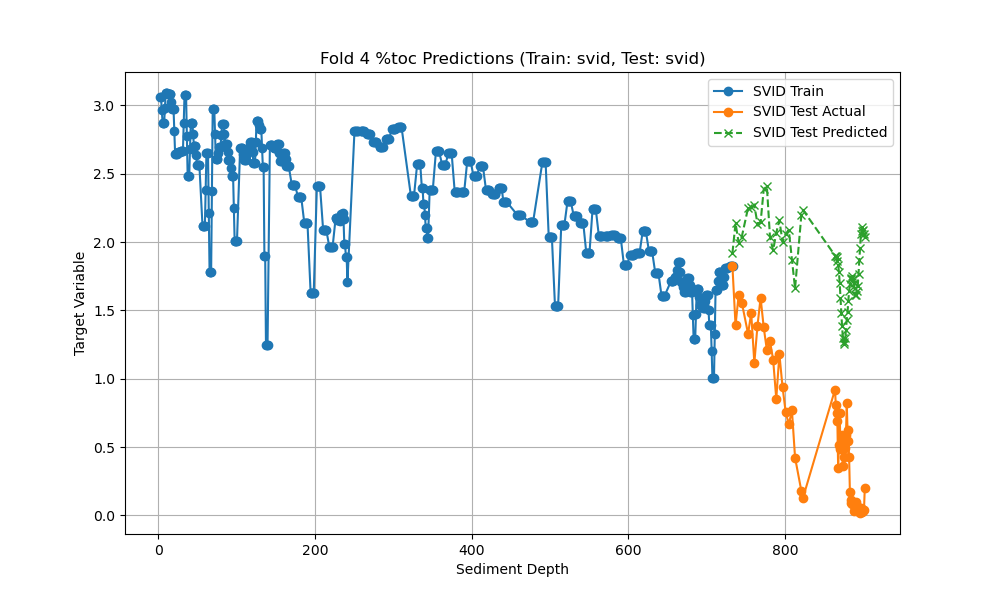 Fold 4 %toc Predictions (Train: svid, Test: svid)
SVID Train
SVID Test Actual
SVID Test Predicted
Target Variable
3.0
2.5
2.0
1.5
1.0
0.5
0.0
0
200
400
600
800
Sediment Depth